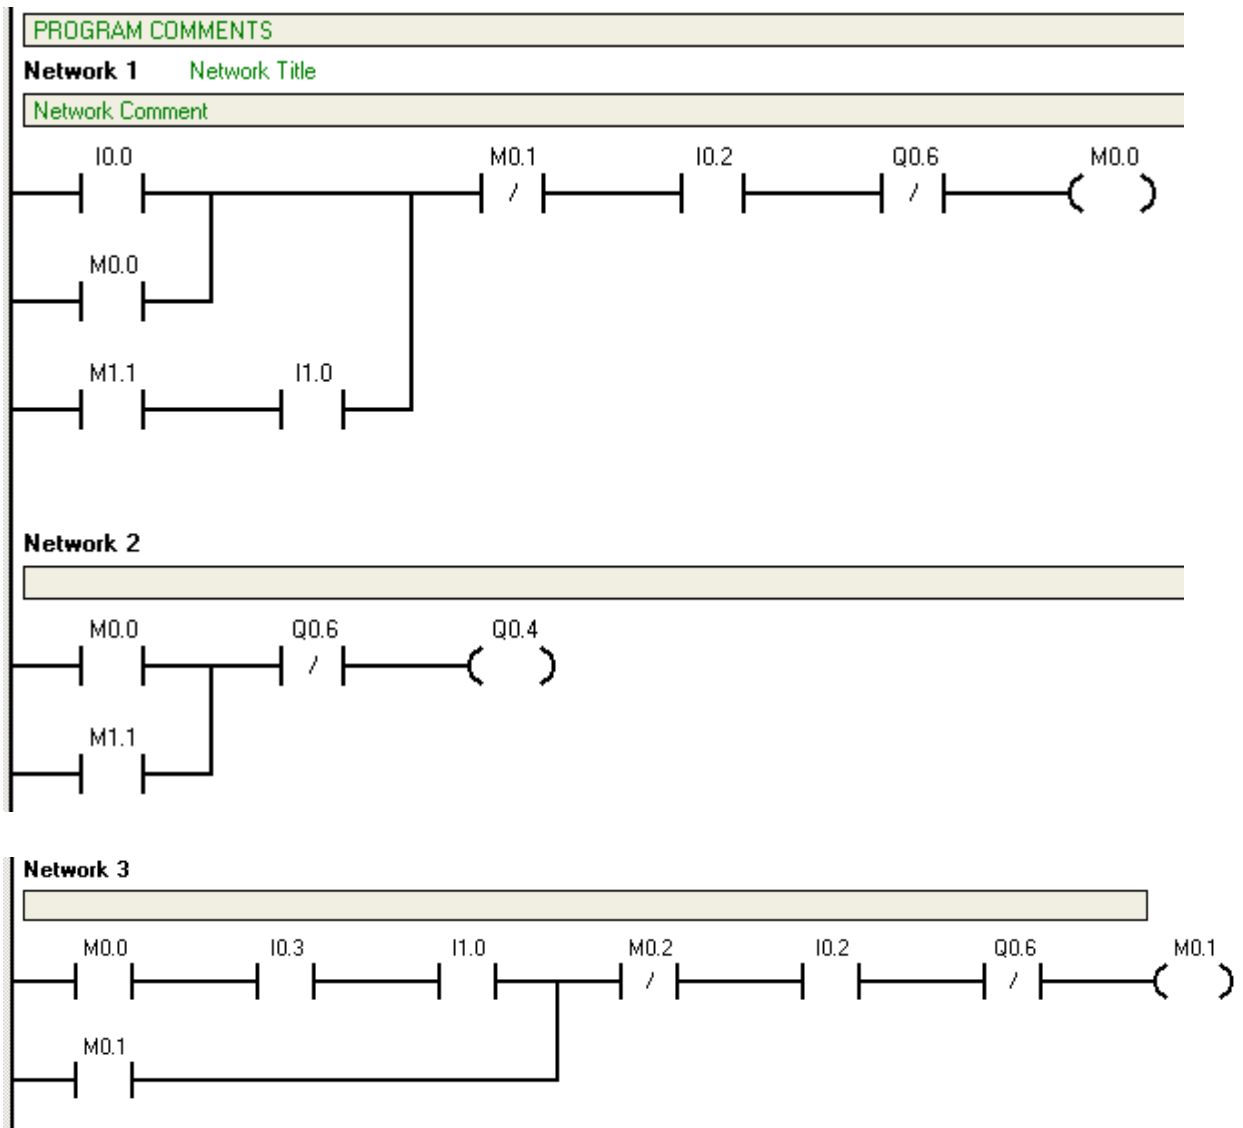 PROGRAM COMMENTS
Network 1 Network Title
Network Comment
I0.0 M0.1 I0.2 Q0.6 M0.0
/ /
M0.0
M1.1 I1.0
Network 2
M0.0 Q0.6 Q0.4
/
M1.1
Network 3
M0.0 I0.3 I1.0 M0.2 I0.2 Q0.6 M0.1
/ /
M0.1